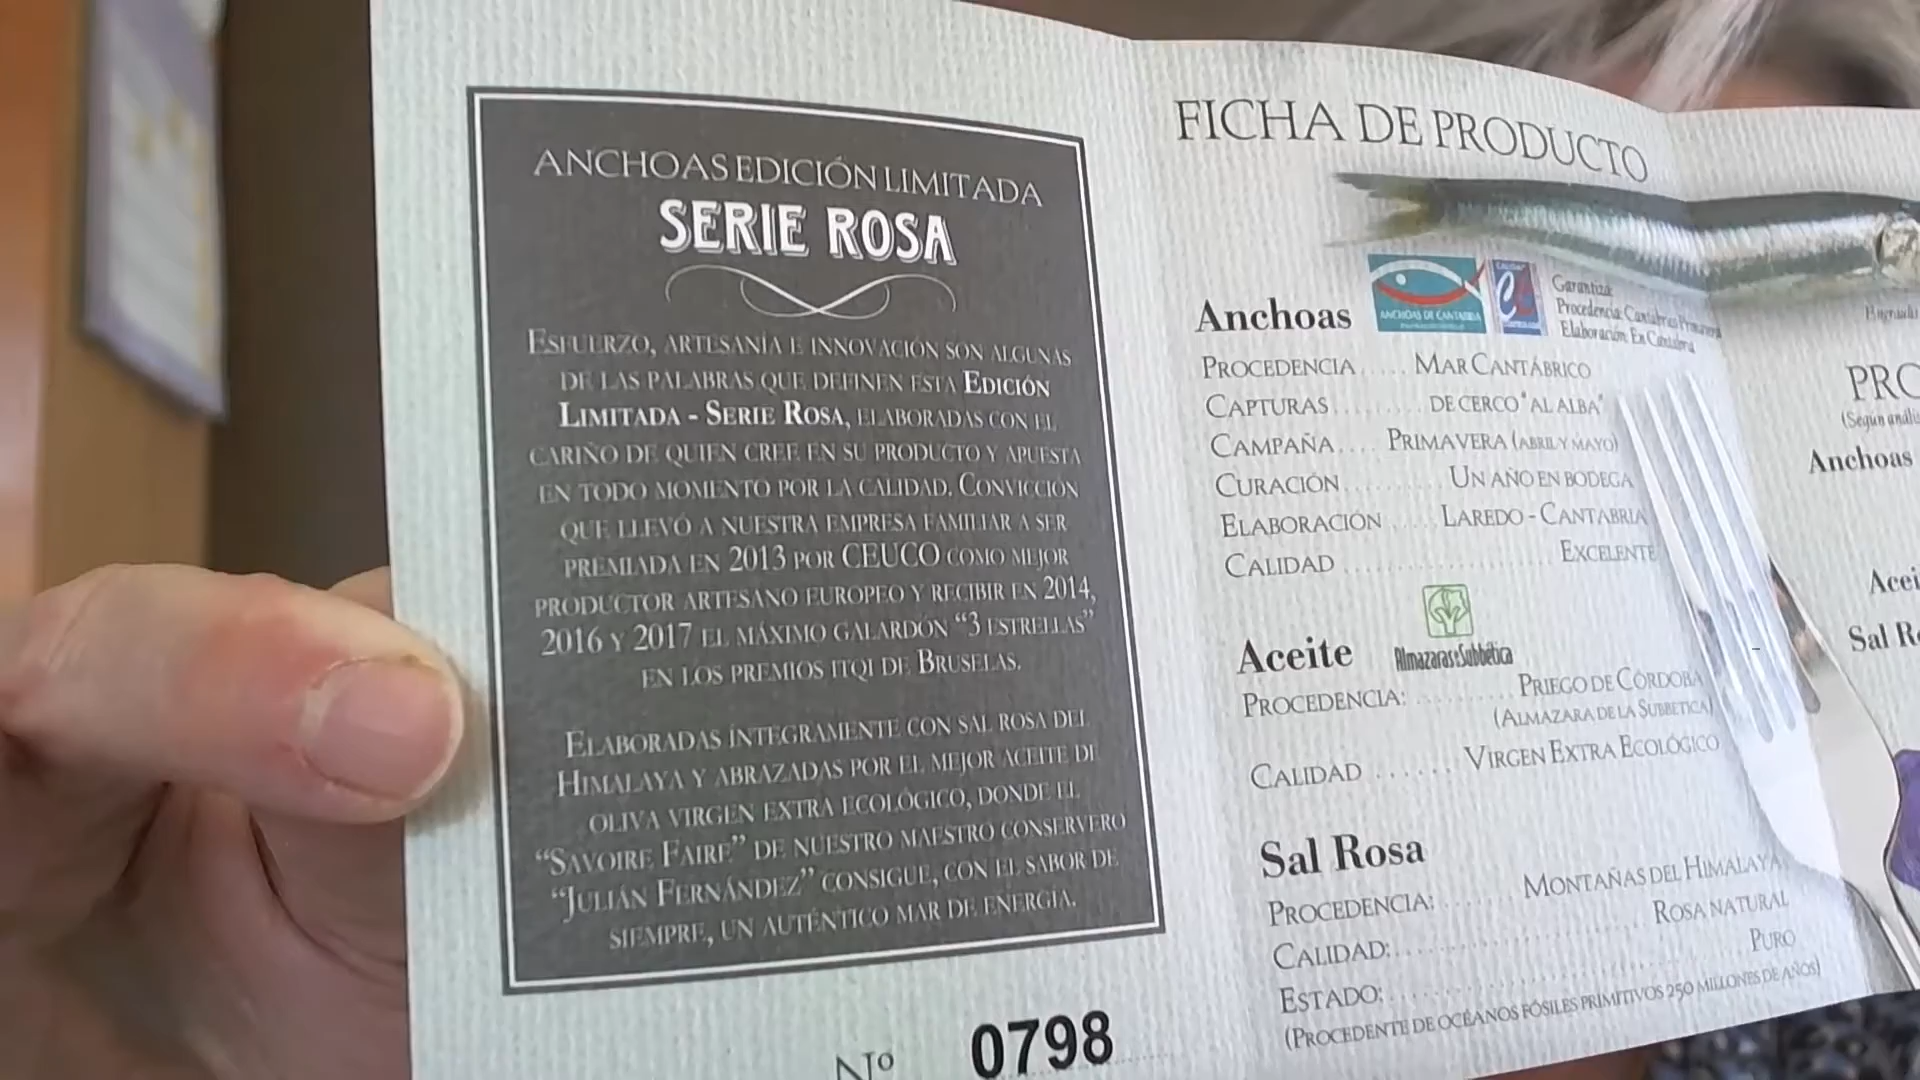 ANCHOAS EDICIÓN LIMITADA
SERIE ROSA
ESFUERZO, ARTESANÍA E INNOVACIÓN SON ALGUNAS
DE LAS PALABRAS QUE DEFINEN ESTA EDICIÓN
LIMITADA - SERIE ROSA, ELABORADAS CON EL
CARIÑO DE QUIEN CREE EN SU PRODUCTO Y APUESTA
EN TODO MOMENTO POR LA CALIDAD. CONVICCIÓN
QUE LLEVÓ A NUESTRA EMPRESA FAMILIAR A SER
PREMIADA EN 2013 POR CEUCO COMO MEJOR
PRODUCTOR ARTESANO EUROPEO Y RECIBIR EN 2014,
2016 Y 2017 EL MÁXIMO GALARDÓN “3 ESTRELLAS”
EN LOS PREMIOS ITQI DE BRUSELAS.
ELABORADAS ÍNTEGRAMENTE CON SAL ROSA DEL
HIMALAYA Y ABRAZADAS POR EL MEJOR ACEITE DE
OLIVA VIRGEN EXTRA ECOLÓGICO, DONDE EL
“SAVOIRE FAIRE” DE NUESTRO MAESTRO CONSERVERO
“JULIÁN FERNÁNDEZ” CONSIGUE, CON EL SABOR DE
SIEMPRE, UN AUTÉNTICO MAR DE ENERGÍA.
Nº 0798
FICHA DE PRODUCTO
Anchoas
ANCHOAS DE CANTABRIA
Garantiza:
Procedencia: Cantábrico Primavera
Elaboración: En Cantabria
PROCEDENCIA ..... MAR CANTÁBRICO
CAPTURAS ......... DE CERCO "AL ALBA"
CAMPAÑA .... PRIMAVERA (ABRIL Y MAYO)
CURACIÓN .......... UN AÑO EN BODEGA
ELABORACIÓN ..... LAREDO - CANTABRIA
CALIDAD ...................... EXCELENTE
Aceite
Almazaras de la Subbética
PROCEDENCIA: ......... PRIEGO DE CÓRDOBA
(ALMAZARA DE LA SUBBETICA)
CALIDAD ....... VIRGEN EXTRA ECOLÓGICO
Sal Rosa
PROCEDENCIA: ....... MONTAÑAS DEL HIMALAYA
CALIDAD: ...................... ROSA NATURAL
ESTADO: .............................. PURO
(PROCEDENTE DE OCÉANOS FÓSILES PRIMITIVOS 250 MILLONES DE AÑOS)
PRO
(Según análi
Anchoas
Acei
Sal R